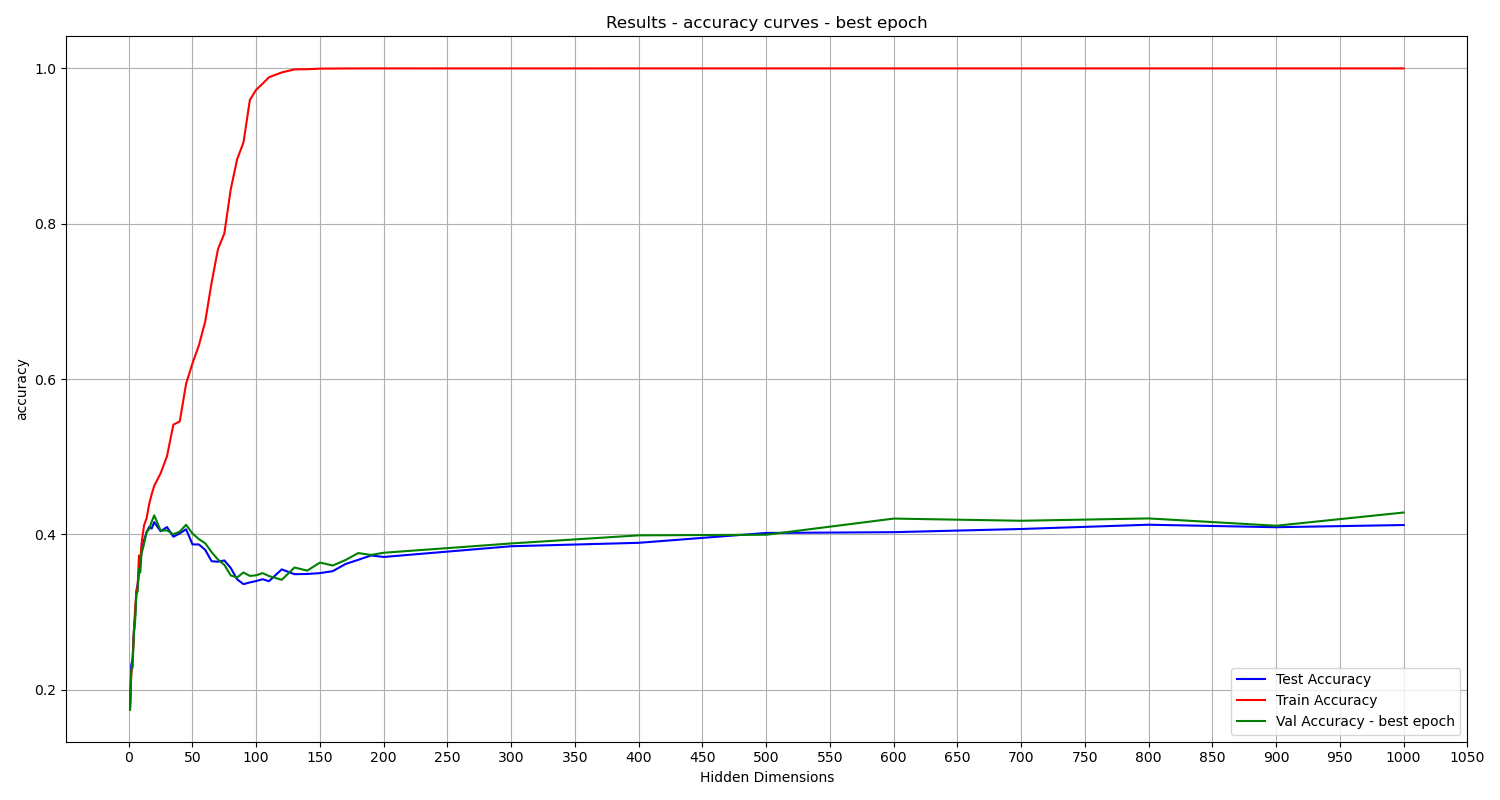 Results - accuracy curves - best epoch
1.0
0.8
0.6
0.4
0.2
accuracy
0 50 100 150 200 250 300 350 400 450 500 550 600 650 700 750 800 850 900 950 1000 1050
Hidden Dimensions
Test Accuracy
Train Accuracy
Val Accuracy - best epoch